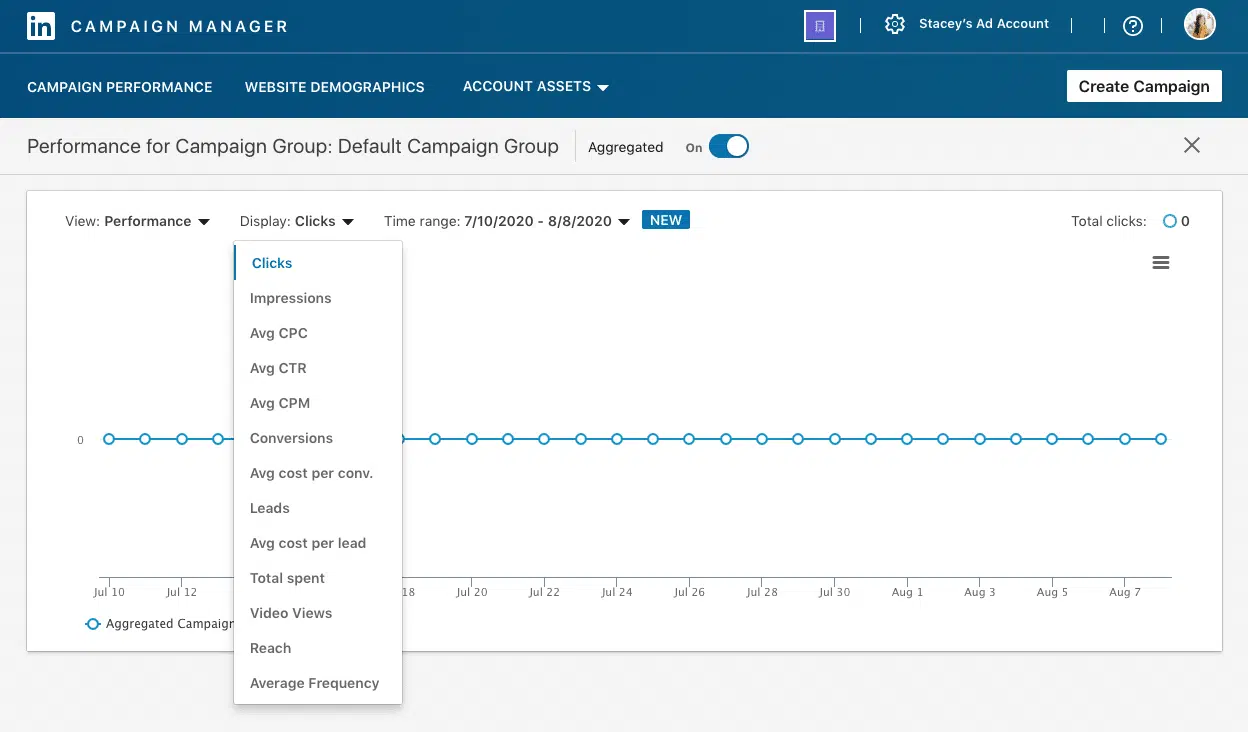 in CAMPAIGN MANAGER
Stacey's Ad Account
?
CAMPAIGN PERFORMANCE
WEBSITE DEMOGRAPHICS
ACCOUNT ASSETS
Create Campaign
Performance for Campaign Group: Default Campaign Group
Aggregated On
View: Performance
Display: Clicks
Time range: 7/10/2020 - 8/8/2020 NEW
Total clicks: 0
Clicks
Impressions
Avg CPC
Avg CTR
Avg CPM
Conversions
Avg cost per conv.
Leads
Avg cost per lead
Total spent
Video Views
Reach
Average Frequency
0
Jul 10 Jul 12 18 Jul 20 Jul 22 Jul 24 Jul 26 Jul 28 Jul 30 Aug 1 Aug 3 Aug 5 Aug 7
Aggregated Campaign